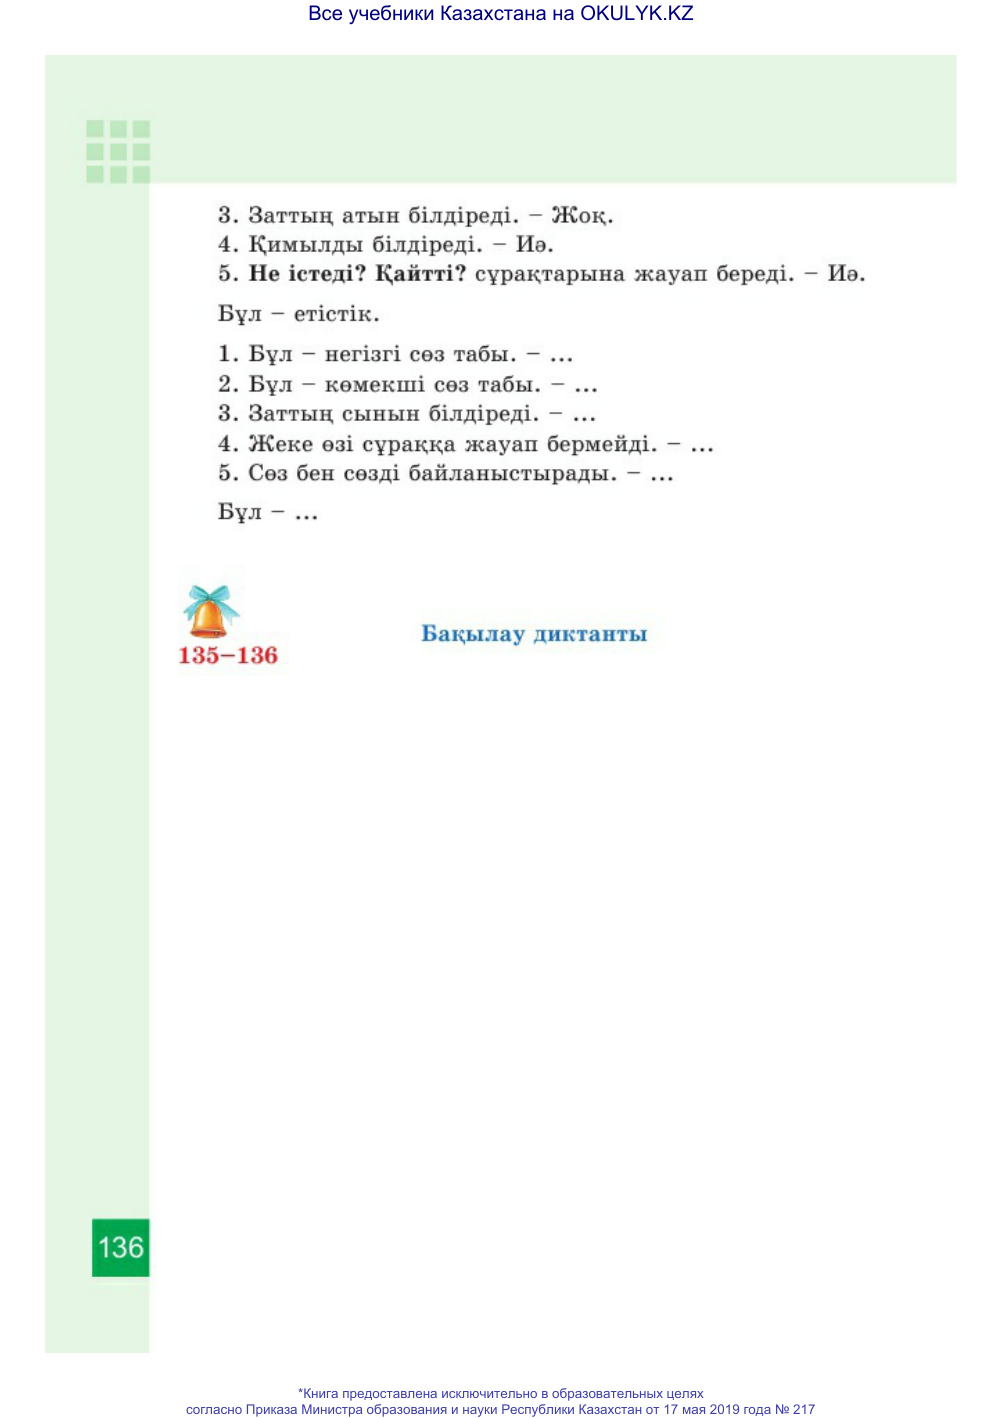 Все учебники Казахстана на OKULYK.KZ
3. Заттың атын білдіреді. – Жоқ.
4. Қимылды білдіреді. – Иә.
5. Не істеді? Қайтті? сұрақтарына жауап береді. – Иә.
Бұл – етістік.
1. Бұл – негізгі сөз табы. – ...
2. Бұл – көмекші сөз табы. – ...
3. Заттың сынын білдіреді. – ...
4. Жеке өзі сұраққа жауап бермейді. – ...
5. Сөз бен сөзді байланыстырады. – ...
Бұл – ...
Бақылау диктанты
135–136
136
*Книга предоставлена исключительно в образовательных целях
согласно Приказа Министра образования и науки Республики Казахстан от 17 мая 2019 года № 217